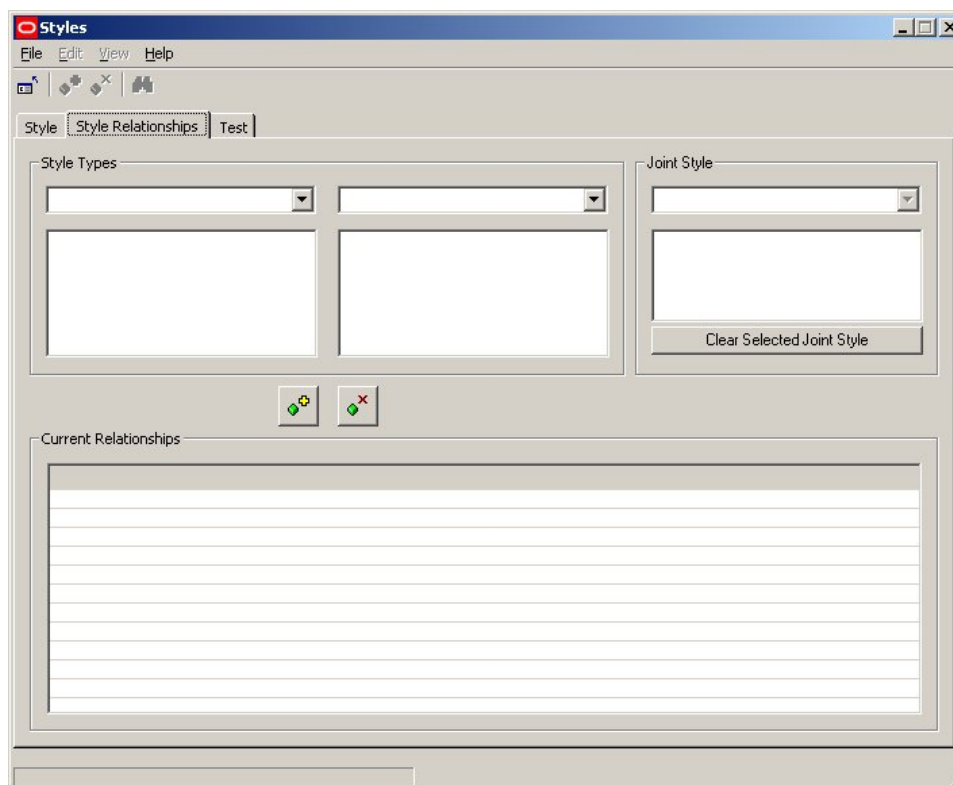 Styles
File Edit View Help
Style Style Relationships Test
Style Types
Joint Style
Clear Selected Joint Style
Current Relationships